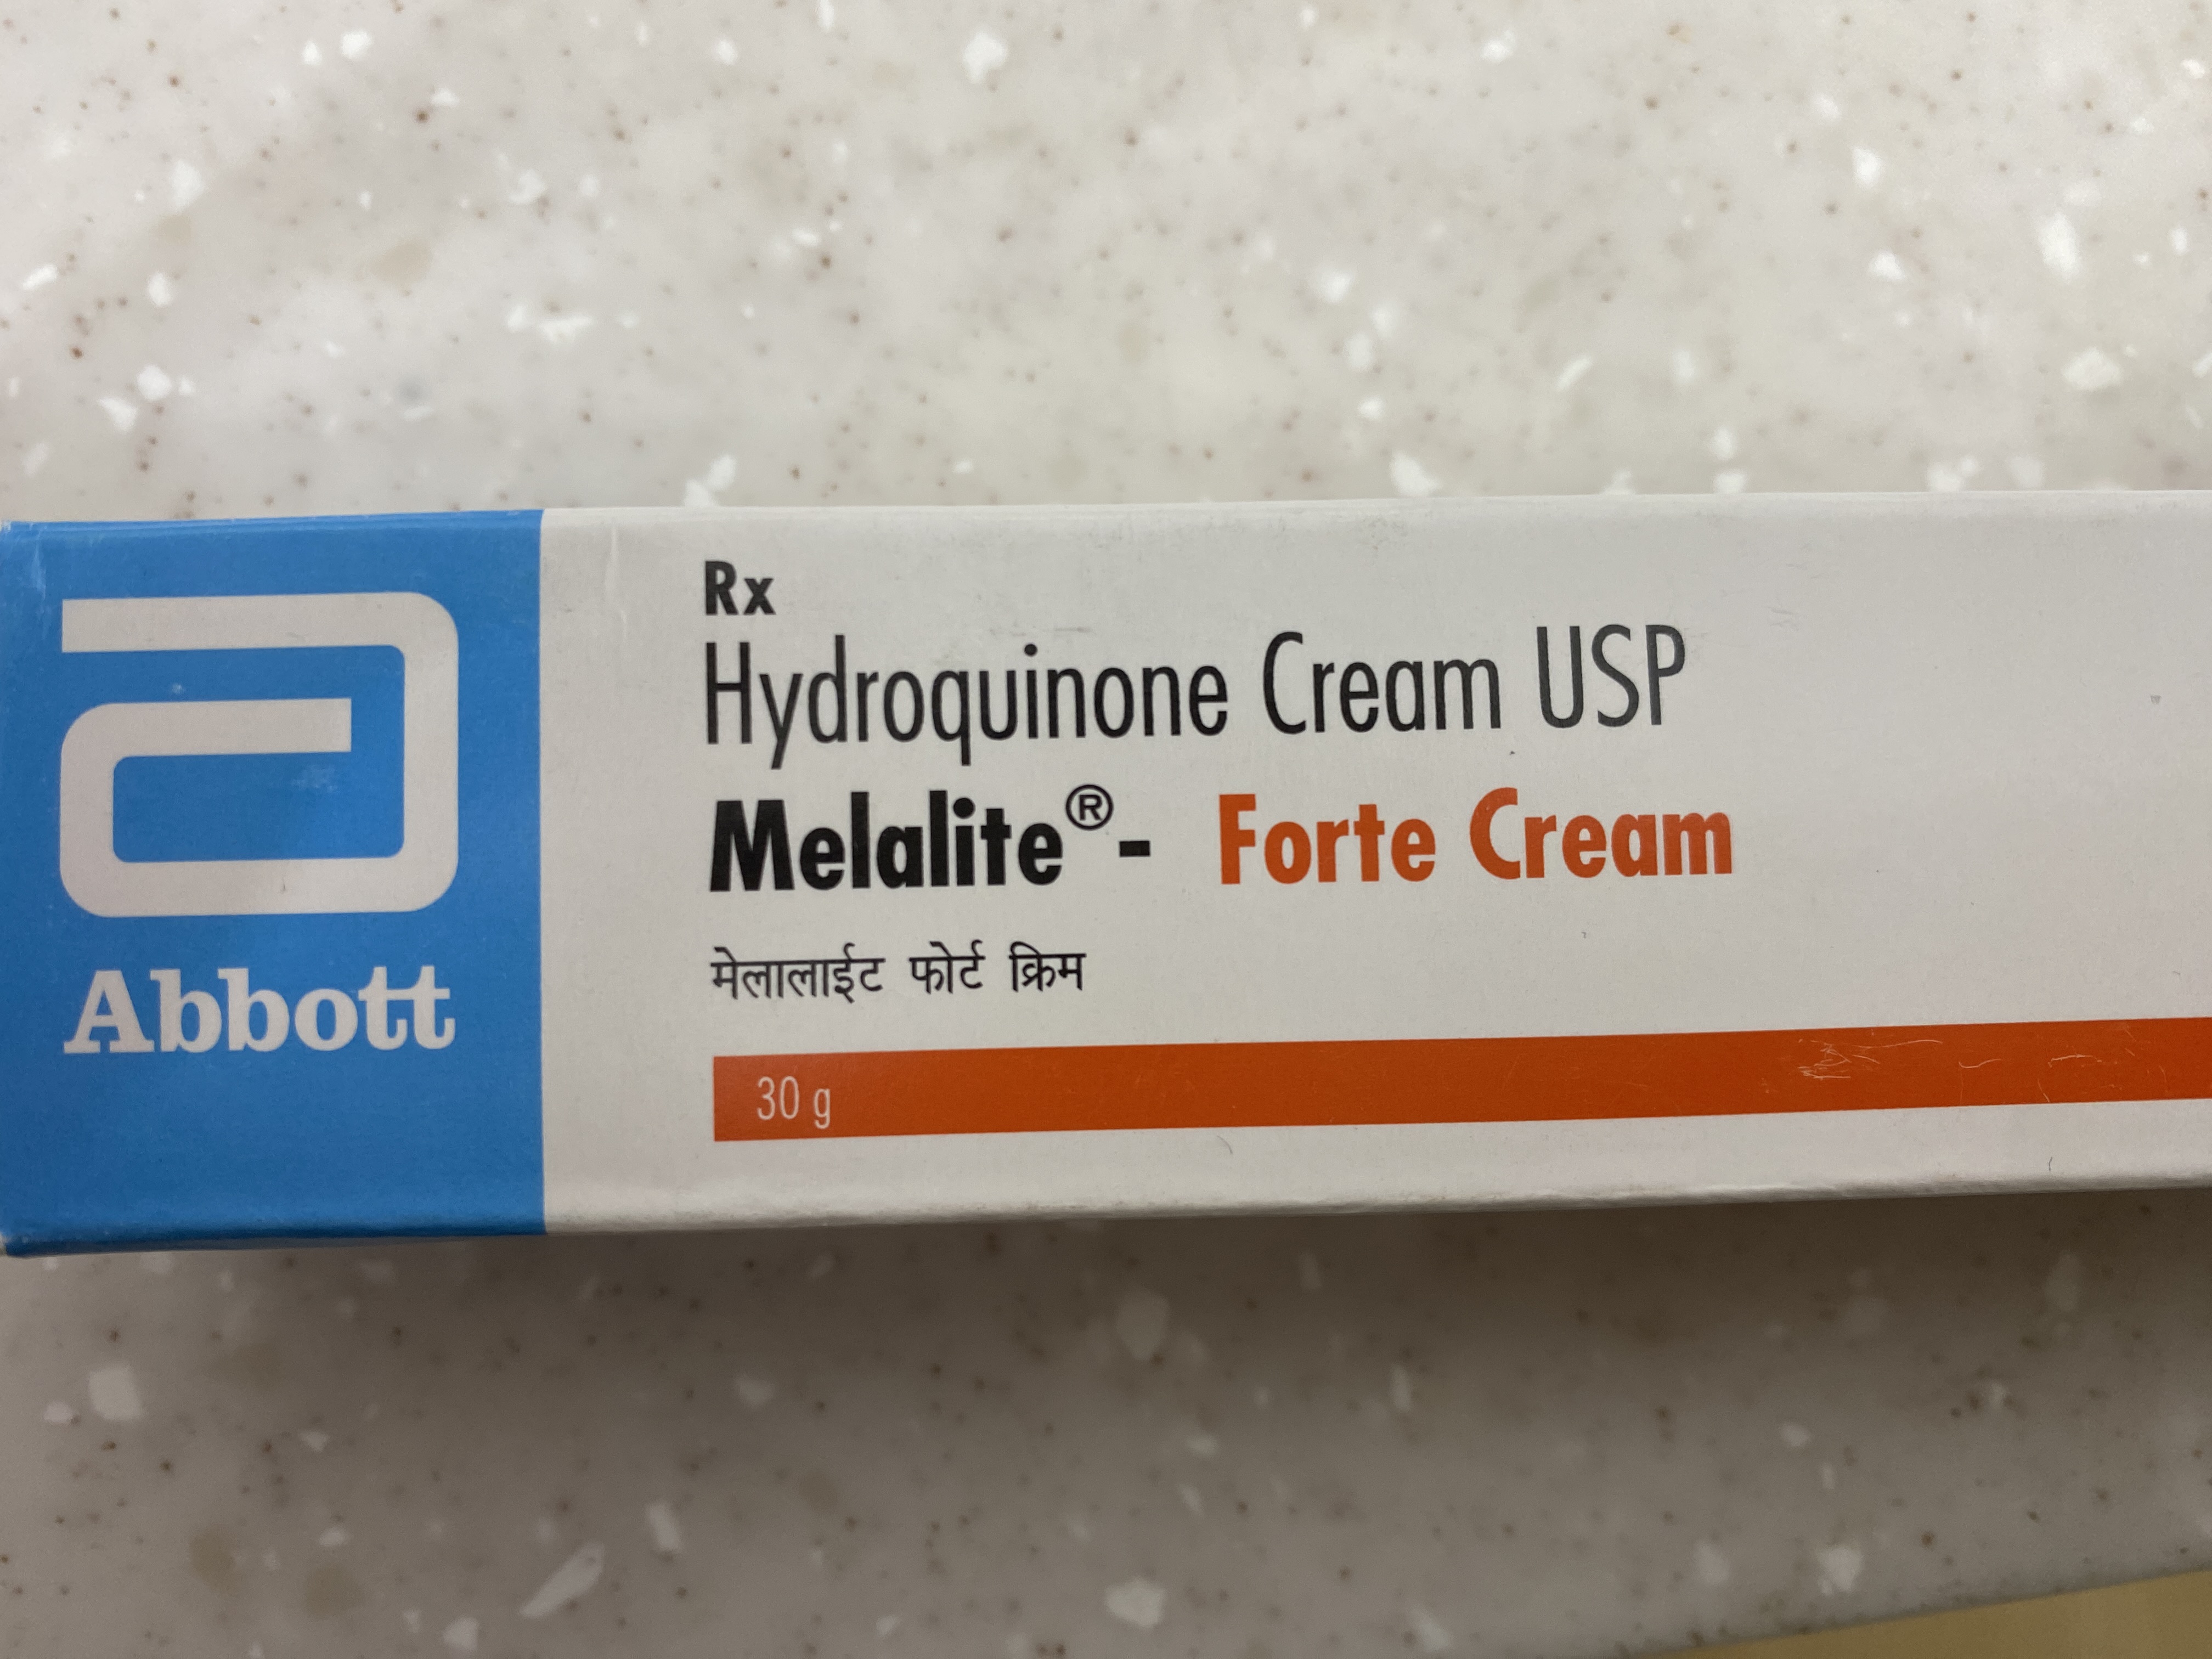 Rx
Hydroquinone Cream USP
Melalite®- Forte Cream
मेलालाईट फोर्ट क्रिम
30 g
Abbott